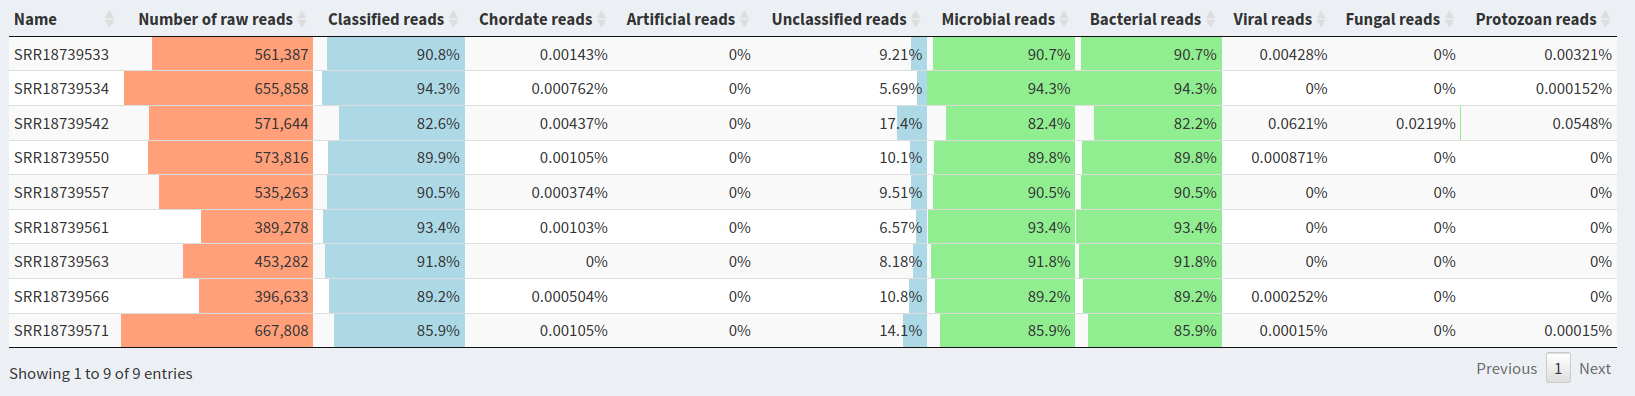 Name Number of raw reads Classified reads Chordate reads Artificial reads Unclassified reads Microbial reads Bacterial reads Viral reads Fungal reads Protozoan reads
SRR18739533 561,387 90.8% 0.00143% 0% 9.21% 90.7% 90.7% 0.00428% 0% 0.00321%
SRR18739534 655,858 94.3% 0.000762% 0% 5.69% 94.3% 94.3% 0% 0% 0.000152%
SRR18739542 571,644 82.6% 0.00437% 0% 17.4% 82.4% 82.2% 0.0621% 0.0219% 0.0548%
SRR18739550 573,816 89.9% 0.00105% 0% 10.1% 89.8% 89.8% 0.000871% 0% 0%
SRR18739557 535,263 90.5% 0.000374% 0% 9.51% 90.5% 90.5% 0% 0% 0%
SRR18739561 389,278 93.4% 0.00103% 0% 6.57% 93.4% 93.4% 0% 0% 0%
SRR18739563 453,282 91.8% 0% 0% 8.18% 91.8% 91.8% 0% 0% 0%
SRR18739566 396,633 89.2% 0.000504% 0% 10.8% 89.2% 89.2% 0.000252% 0% 0%
SRR18739571 667,808 85.9% 0.00105% 0% 14.1% 85.9% 85.9% 0.00015% 0% 0.00015%
Showing 1 to 9 of 9 entries Previous 1 Next